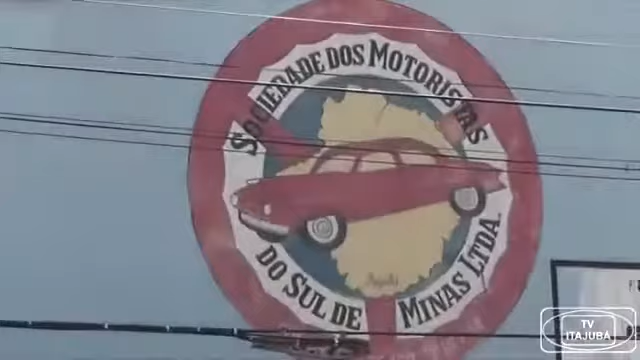 SOCIEDADE DOS MOTORISTAS
DO SUL DE MINAS LTDA.
TV
ITAJUBÁ